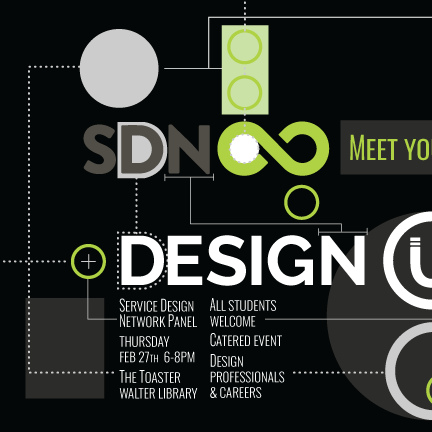 SDN
MEET YO
DESIGN
SERVICE DESIGN
NETWORK PANEL
THURSDAY
FEB 27TH 6-8PM
THE TOASTER
WALTER LIBRARY
ALL STUDENTS
WELCOME
CATERED EVENT
DESIGN
PROFESSIONALS
& CAREERS